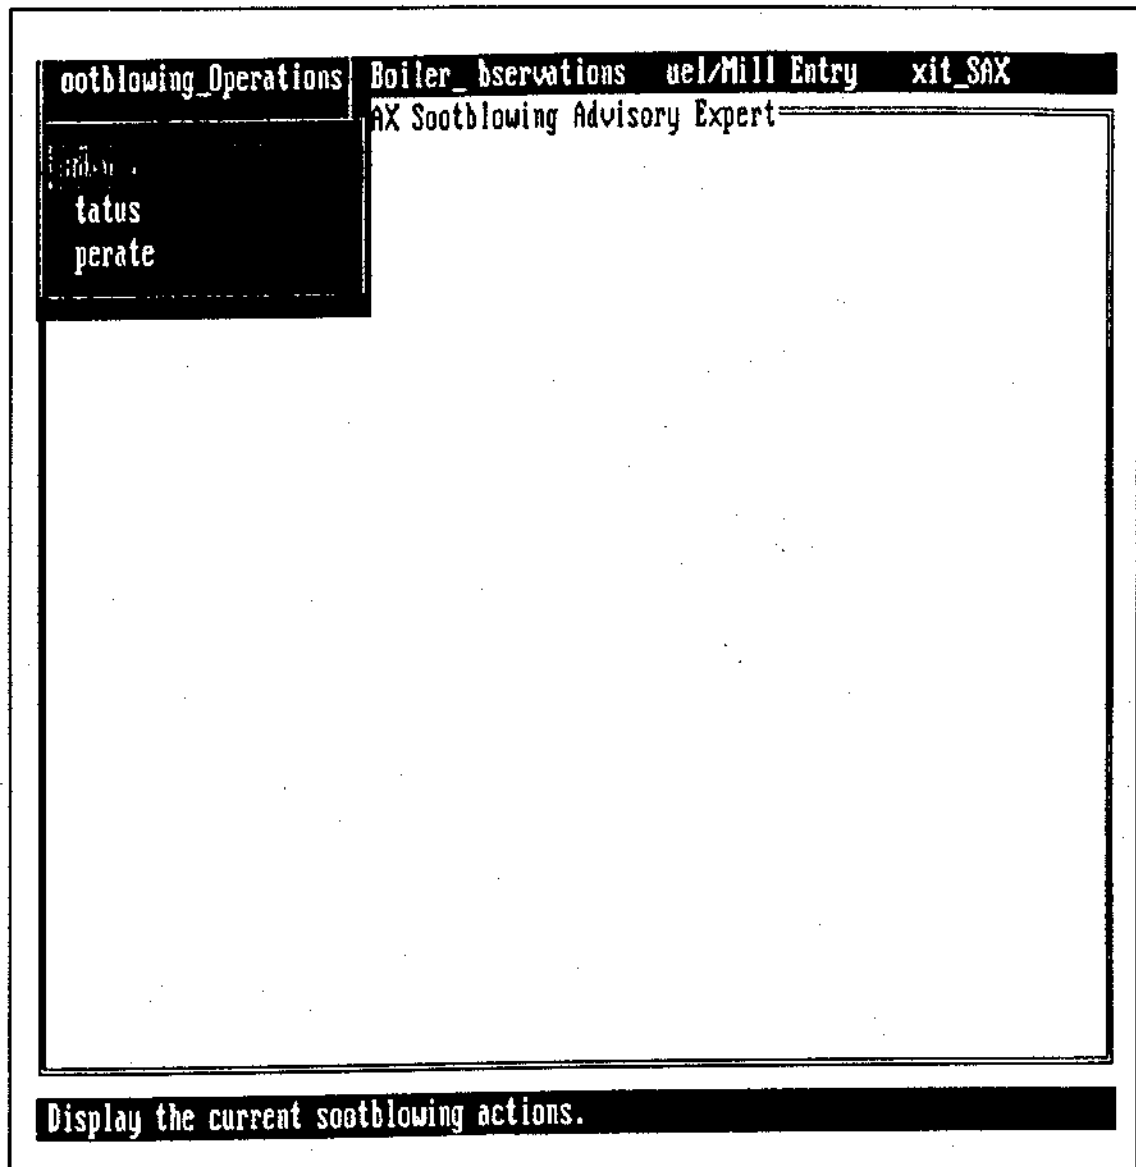 ootblowing_Operations Boiler_ bservations uel/Mill Entry xit_SAX
AX Sootblowing Advisory Expert
tatus
perate
Display the current sootblowing actions.